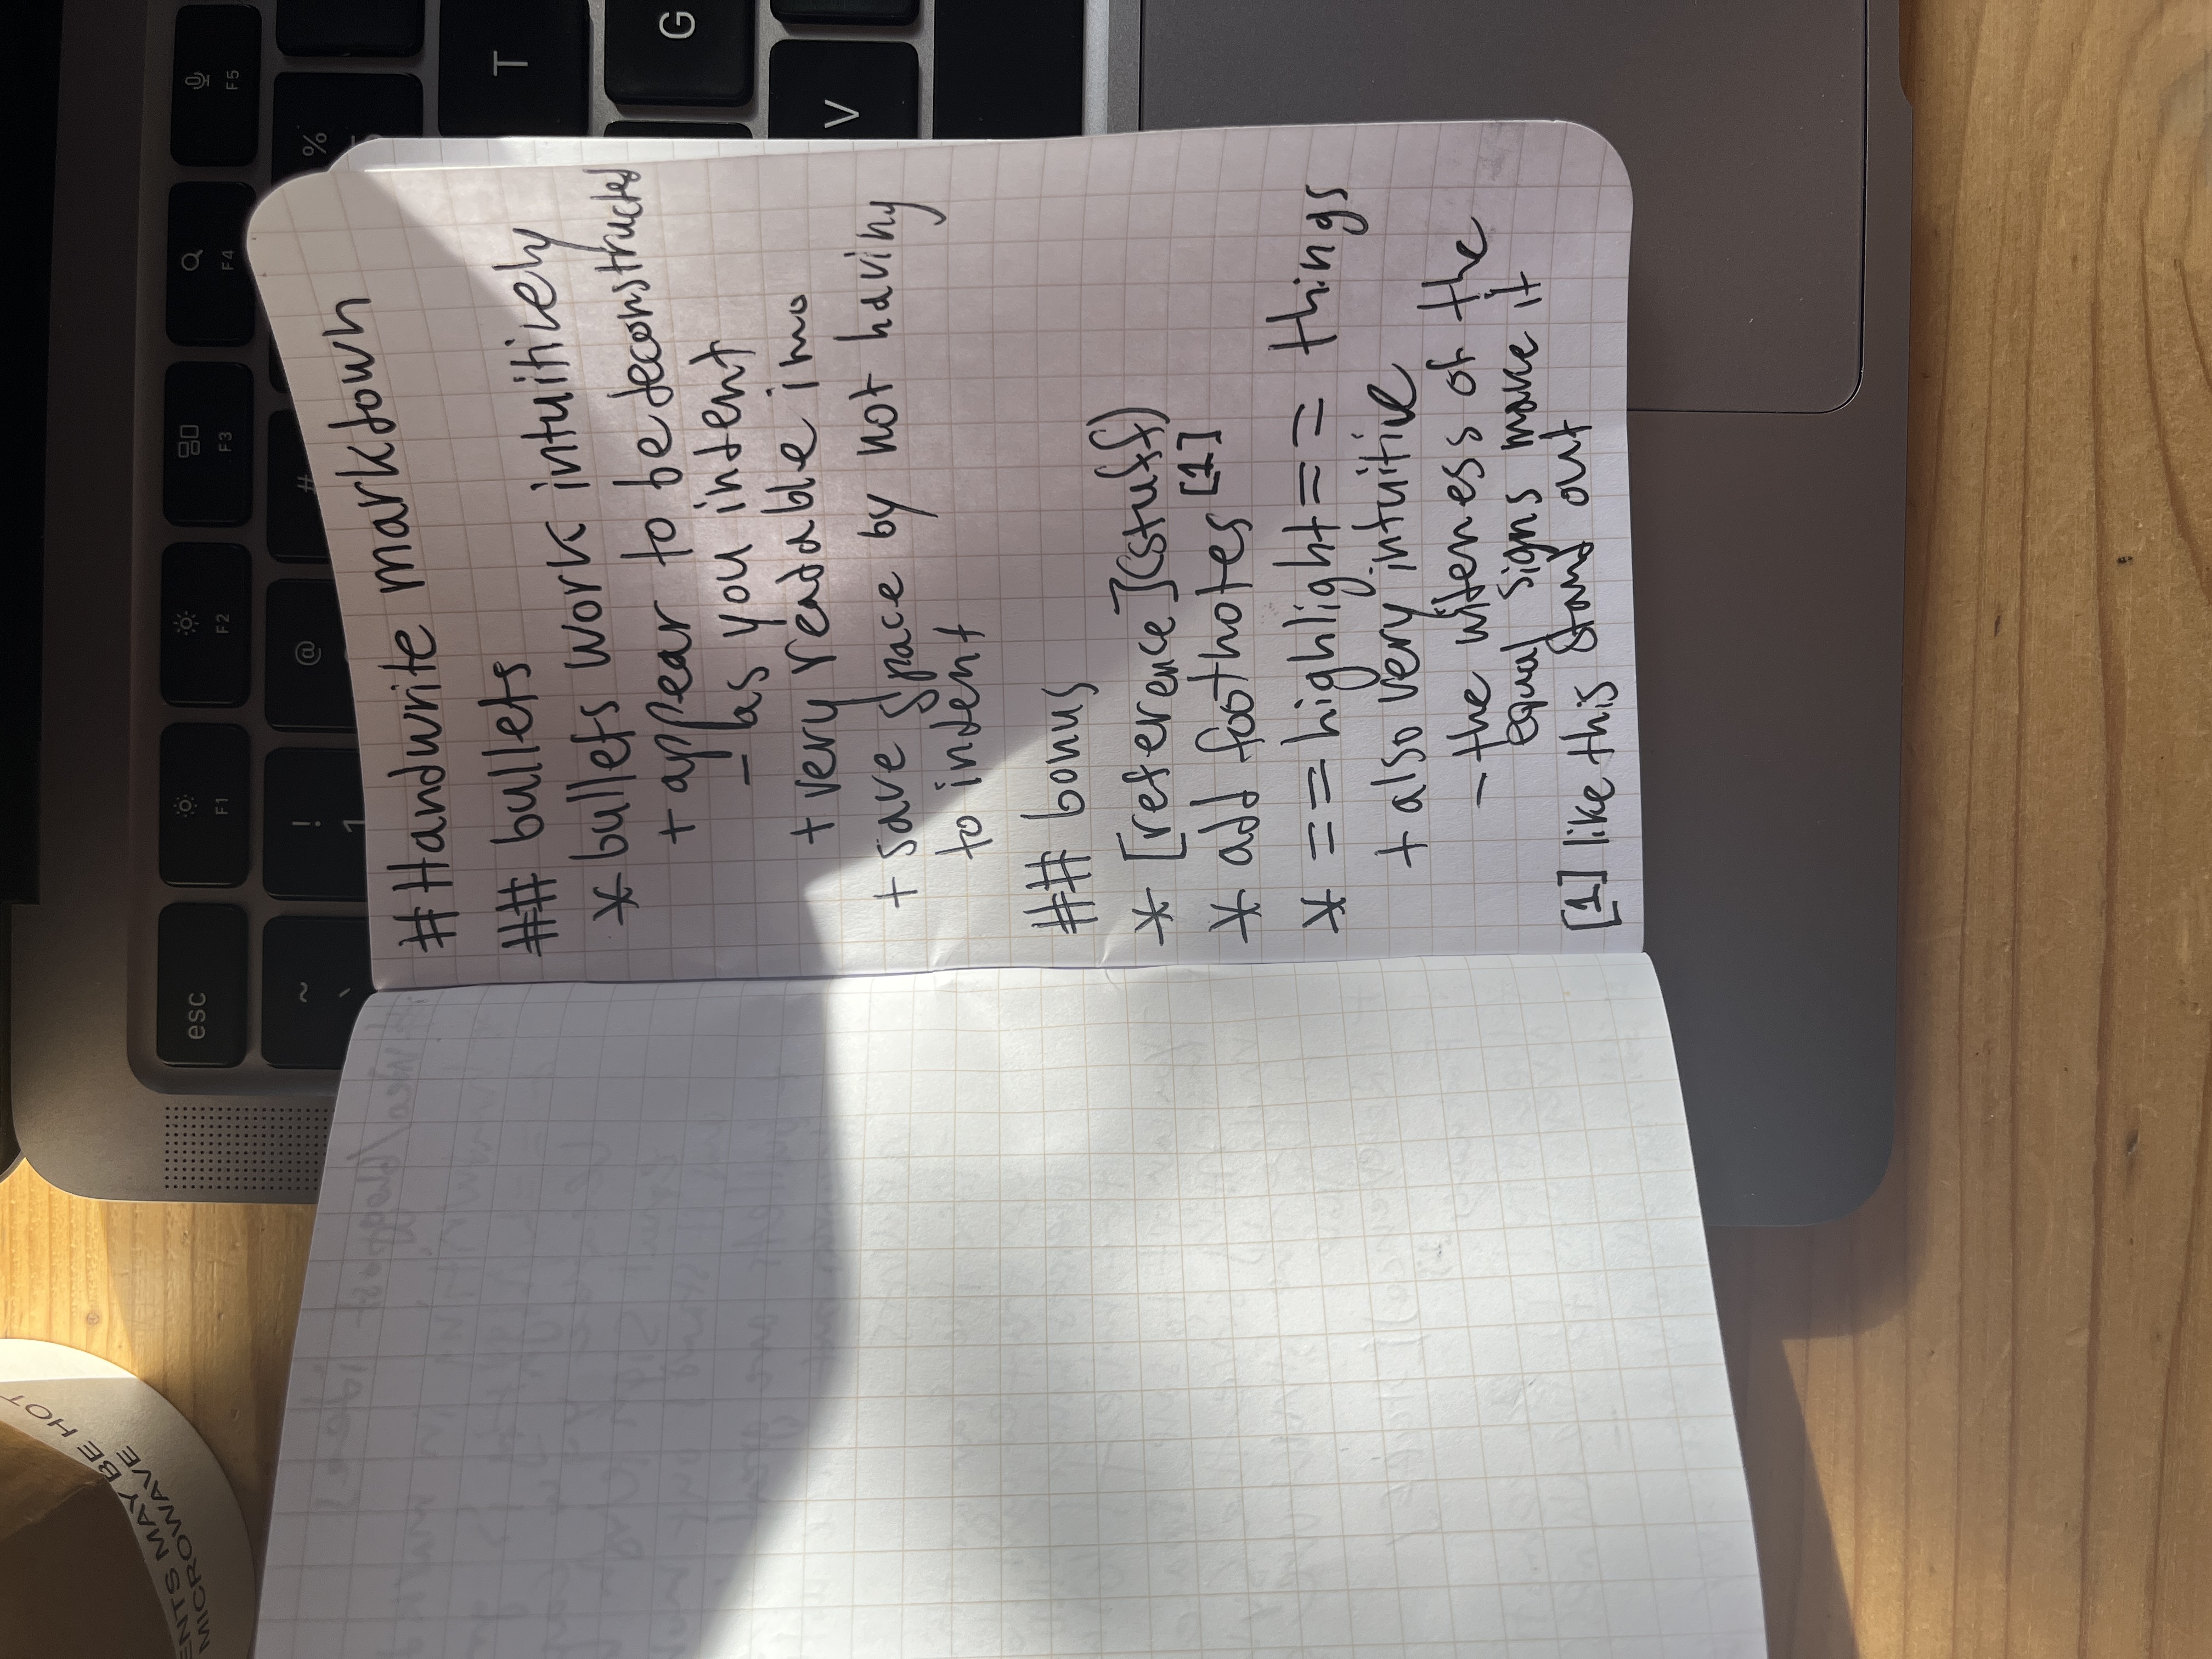 # Handwrite markdown
## bullets
* bullets work intuitively
+ appear to be deconstructed
- as you indent
+ very readable imo
+ save space by not having
to indent
## bonus
* [reference](stuff)
* add footnotes [1]
* ==highlight== things
+ also very intuitive
- the wideness of the
equal signs make it
stand out
[1] like this
esc
F1
F2
F3
F4
F5
~
`
!
1
@
#
%
T
G
V
ENTS MAY BE HOT
MICROWAVE